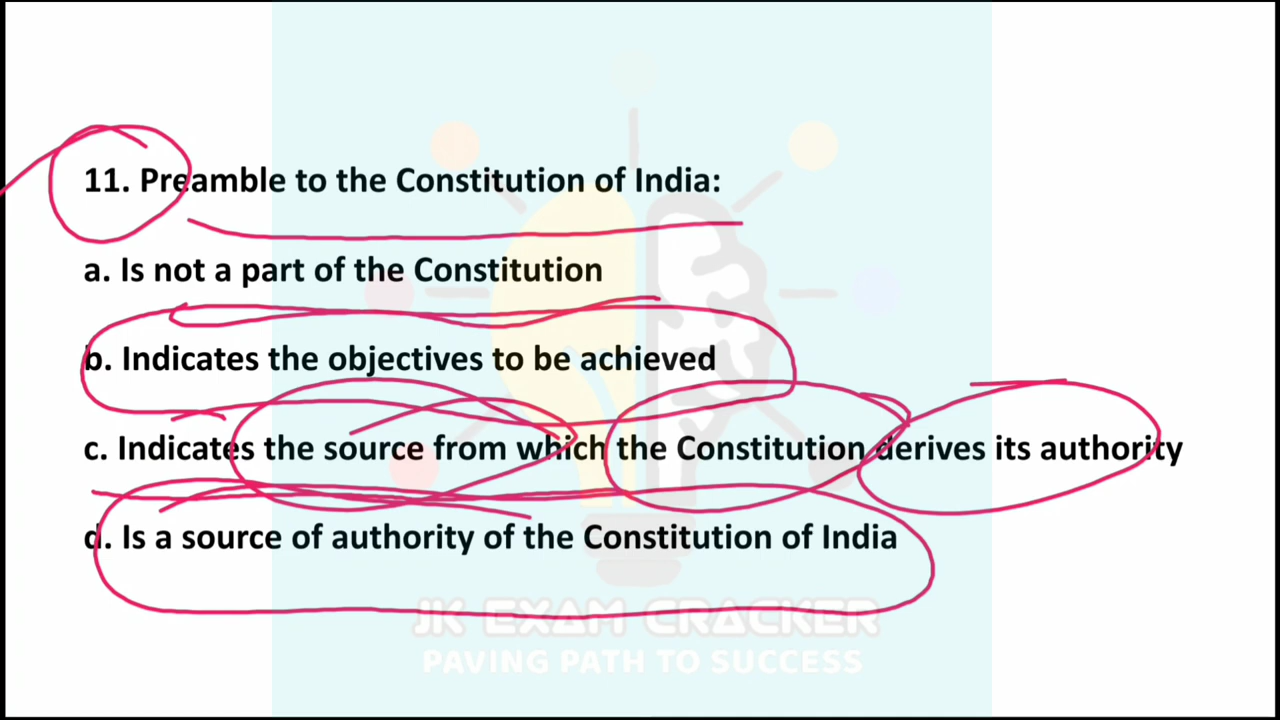 11. Preamble to the Constitution of India:
a. Is not a part of the Constitution
b. Indicates the objectives to be achieved
c. Indicates the source from which the Constitution derives its authority
d. Is a source of authority of the Constitution of India
JK EXAM CRACKER
PAVING PATH TO SUCCESS